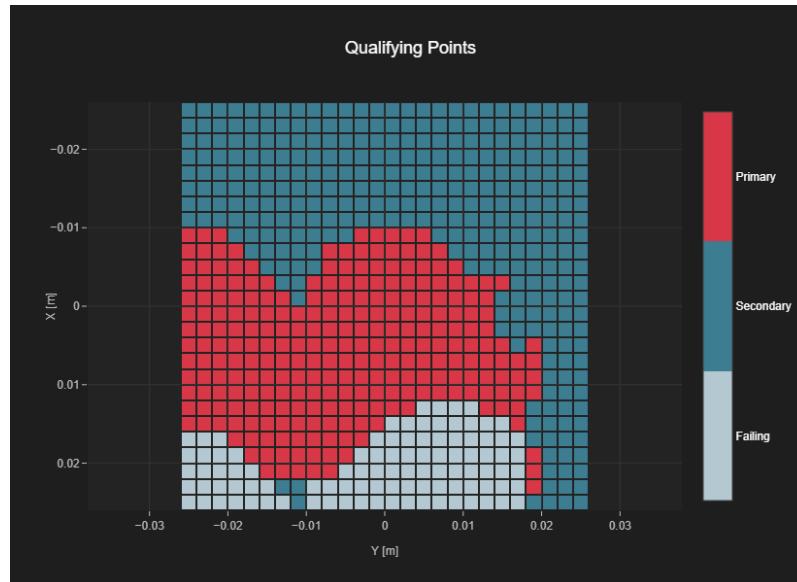 Qualifying Points
Primary
Secondary
Failing
X [m]
−0.02
−0.01
0
0.01
0.02
−0.03
−0.02
−0.01
0
0.01
0.02
0.03
Y [m]